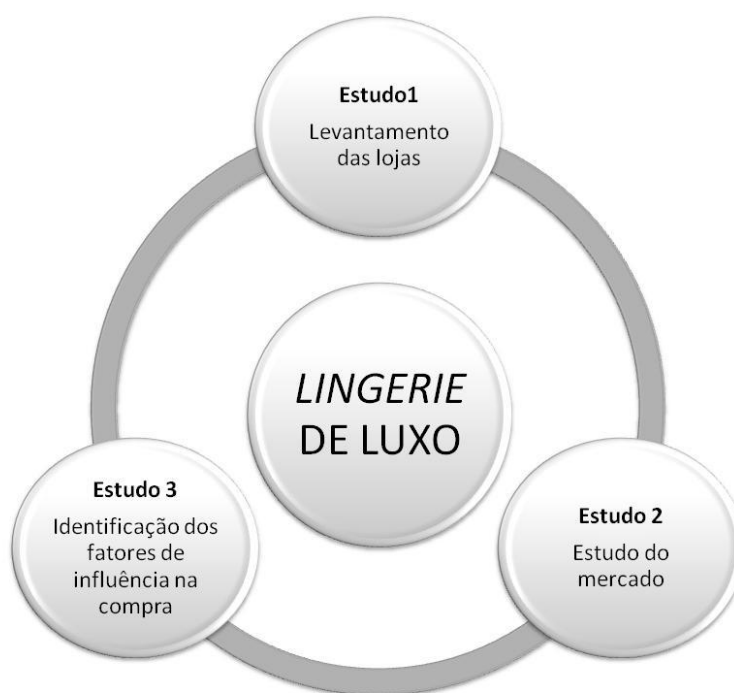 Estudo1
Levantamento
das lojas
LINGERIE
DE LUXO
Estudo 3
Identificação dos
fatores de
influência na
compra
Estudo 2
Estudo do
mercado